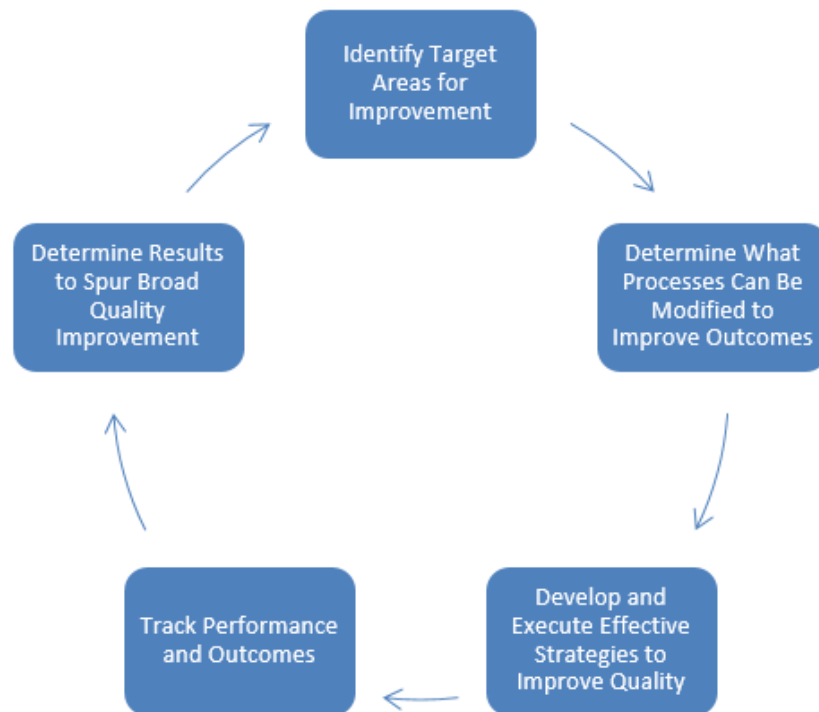 Identify Target
Areas for
Improvement
Determine What
Processes Can Be
Modified to
Improve Outcomes
Develop and
Execute Effective
Strategies to
Improve Quality
Track Performance
and Outcomes
Determine Results
to Spur Broad
Quality
Improvement